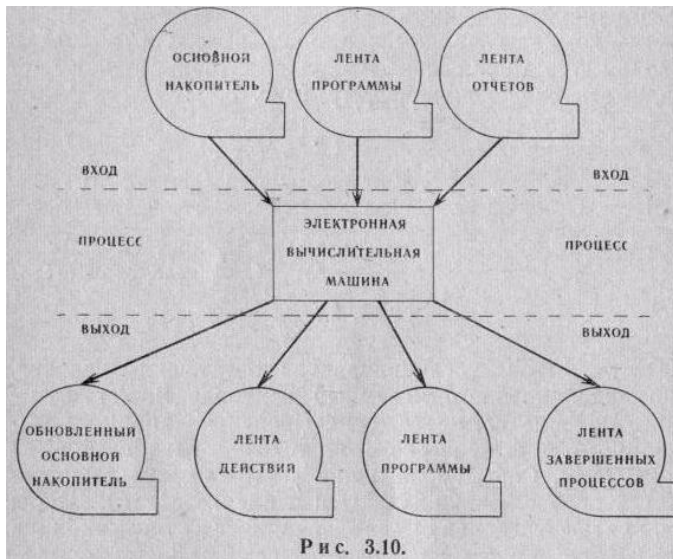 ОСНОВНОЙ
НАКОПИТЕЛЬ
ЛЕНТА
ПРОГРАММЫ
ЛЕНТА
ОТЧЕТОВ
ВХОД
ВХОД
ПРОЦЕСС
ЭЛЕКТРОННАЯ
ВЫЧИСЛИТЕЛЬНАЯ
МАШИНА
ПРОЦЕСС
ВЫХОД
ВЫХОД
ОБНОВЛЕННЫЙ
ОСНОВНОЙ
НАКОПИТЕЛЬ
ЛЕНТА
ДЕЙСТВИЙ
ЛЕНТА
ПРОГРАММЫ
ЛЕНТА
ЗАВЕРШЕННЫХ
ПРОЦЕССОВ
Рис. 3.10.